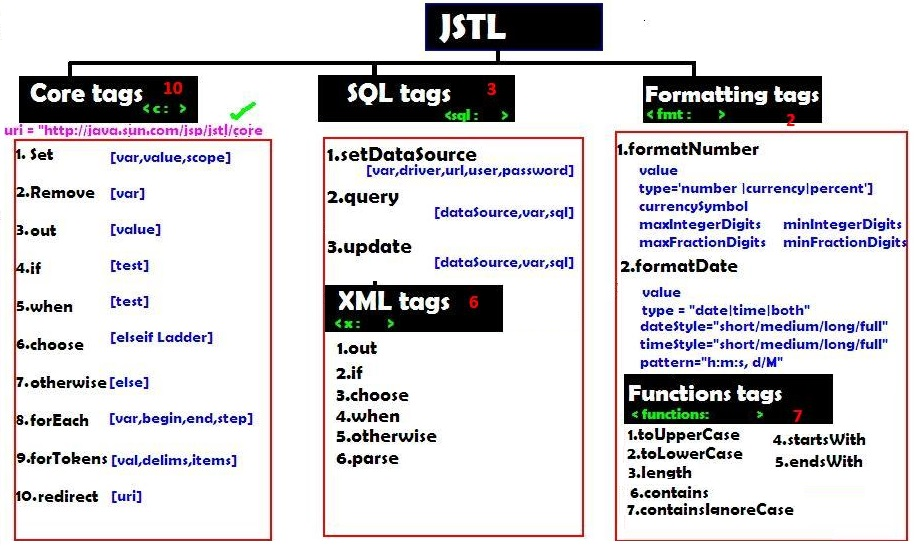 JSTL
Core tags 10
<c: >
uri = "http://java.sun.com/jsp/jstl/core
1. Set [var,value,scope]
2.Remove [var]
3.out [value]
4.if [test]
5.when [test]
6.choose [elseif Ladder]
7.otherwise [else]
8.forEach [var,begin,end,step]
9.forTokens [val,delims,items]
10.redirect [uri]
SQL tags 3
<sql : >
1.setDataSource
[var,driver,url,user,password]
2.query
[dataSource,var,sql]
3.update
[dataSource,var,sql]
XML tags 6
<x: >
1.out
2.if
3.choose
4.when
5.otherwise
6.parse
Formatting tags
< fmt : > 2
1.formatNumber
value
type='number |currency|percent']
currencySymbol
maxIntegerDigits minIntegerDigits
maxFractionDigits minFractionDigits
2.formatDate
value
type = "date|time|both"
dateStyle="short/medium/long/full"
timeStyle="short/medium/long/full"
pattern="h:m:s, d/M"
Functions tags
< functions: > 7
1.toUpperCase 4.startsWith
2.toLowerCase 5.endsWith
3.length
6.contains
7.containsIgnoreCase